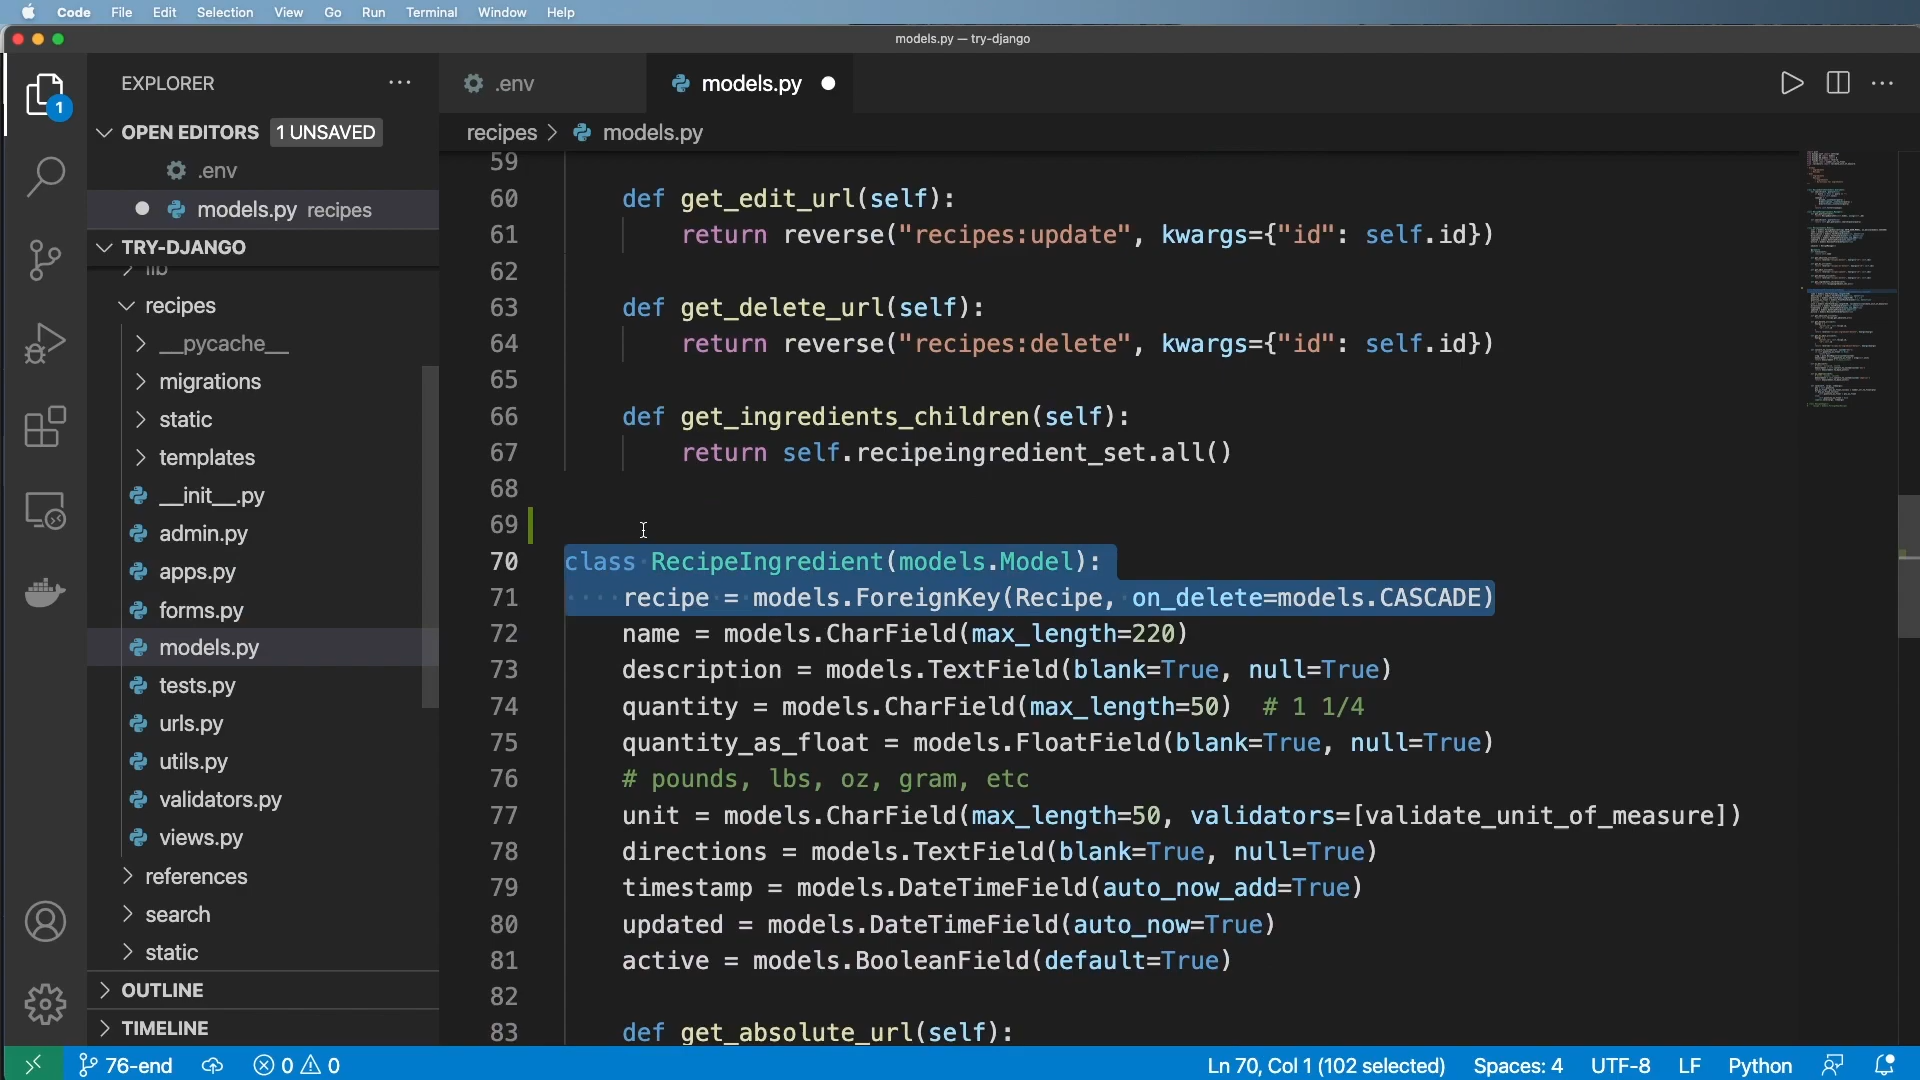 Code File Edit Selection View Go Run Terminal Window Help
models.py — try-django
EXPLORER
OPEN EDITORS 1 UNSAVED
.env
models.py recipes
TRY-DJANGO
lib
recipes
__pycache__
migrations
static
templates
__init__.py
admin.py
apps.py
forms.py
models.py
tests.py
urls.py
utils.py
validators.py
views.py
references
search
static
OUTLINE
TIMELINE
1
.env
models.py
recipes > models.py
59
60 def get_edit_url(self):
61 return reverse("recipes:update", kwargs={"id": self.id})
62
63 def get_delete_url(self):
64 return reverse("recipes:delete", kwargs={"id": self.id})
65
66 def get_ingredients_children(self):
67 return self.recipeingredient_set.all()
68
69
70 class RecipeIngredient(models.Model):
71 recipe = models.ForeignKey(Recipe, on_delete=models.CASCADE)
72 name = models.CharField(max_length=220)
73 description = models.TextField(blank=True, null=True)
74 quantity = models.CharField(max_length=50) # 1 1/4
75 quantity_as_float = models.FloatField(blank=True, null=True)
76 # pounds, lbs, oz, gram, etc
77 unit = models.CharField(max_length=50, validators=[validate_unit_of_measure])
78 directions = models.TextField(blank=True, null=True)
79 timestamp = models.DateTimeField(auto_now_add=True)
80 updated = models.DateTimeField(auto_now=True)
81 active = models.BooleanField(default=True)
82
83 def get_absolute_url(self):
76-end 0 0 Ln 70, Col 1 (102 selected) Spaces: 4 UTF-8 LF Python